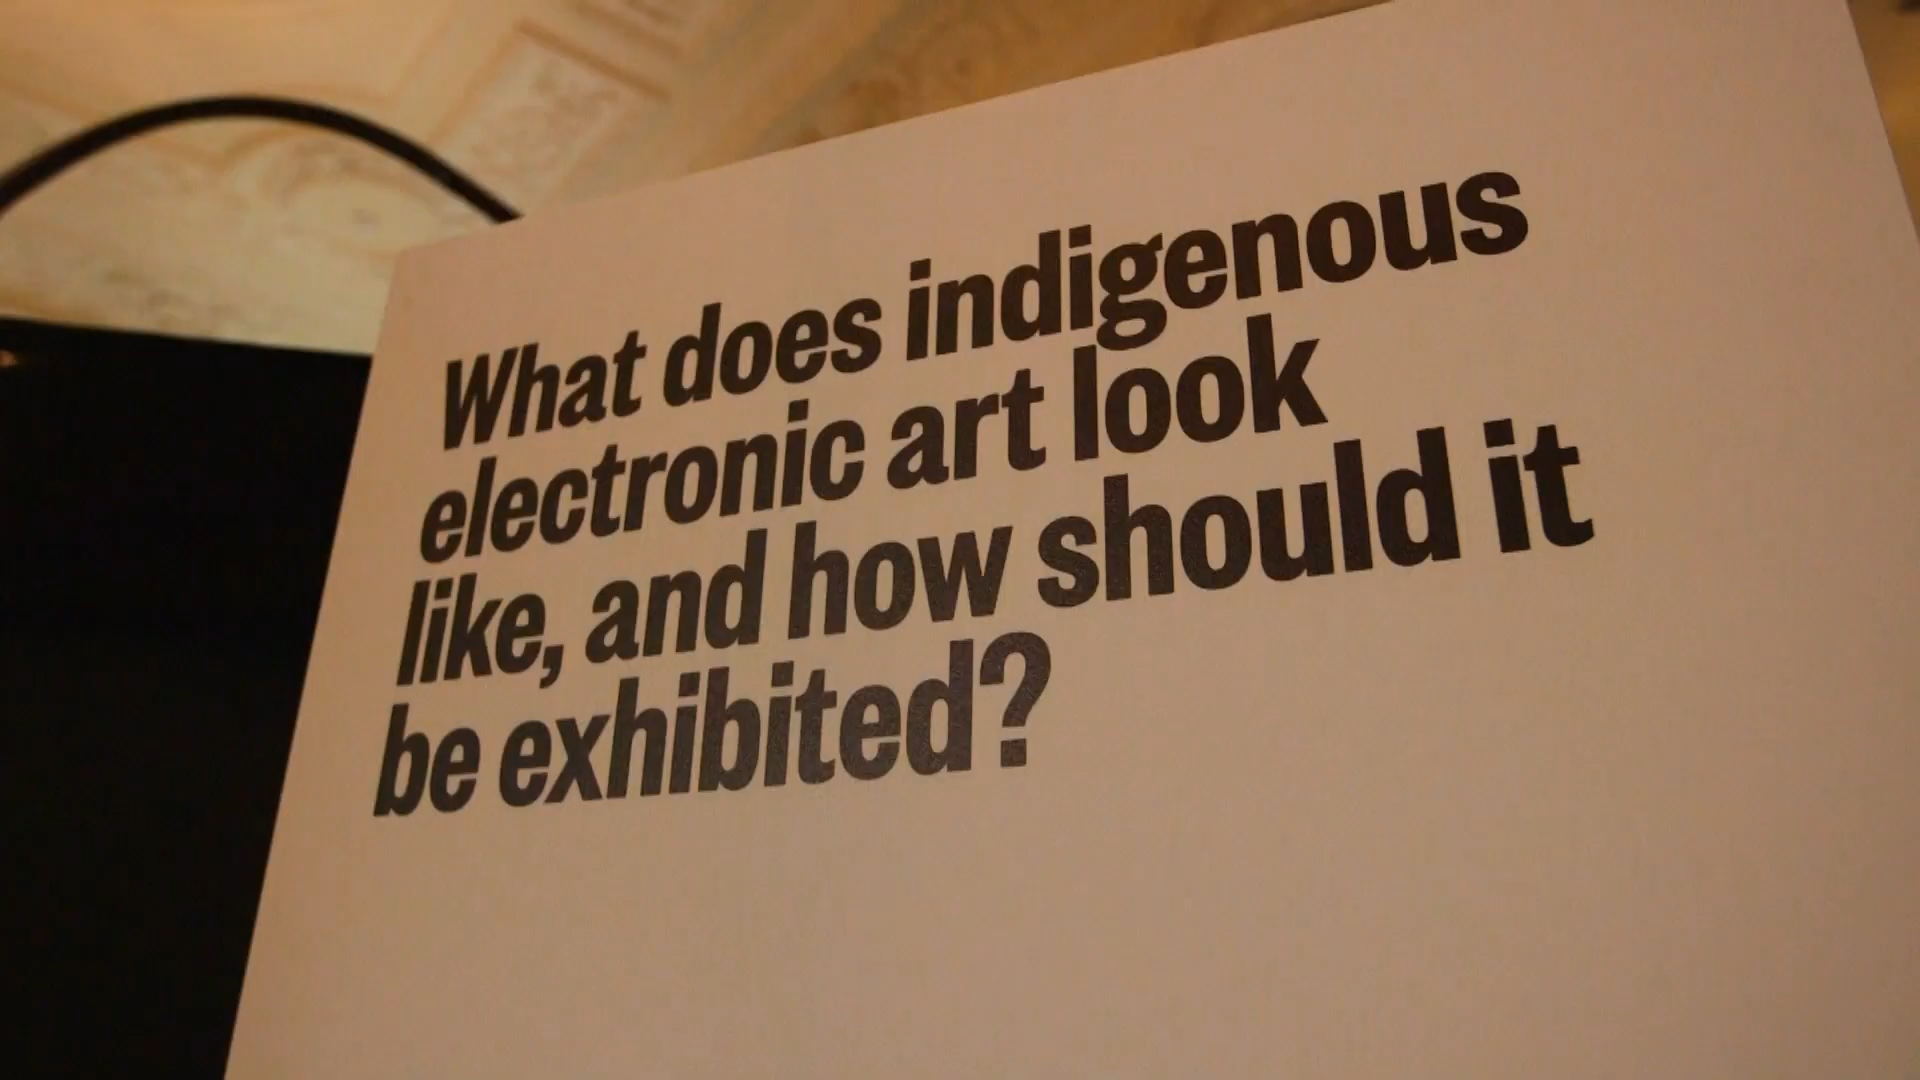 What does indigenous
electronic art look
like, and how should it
be exhibited?